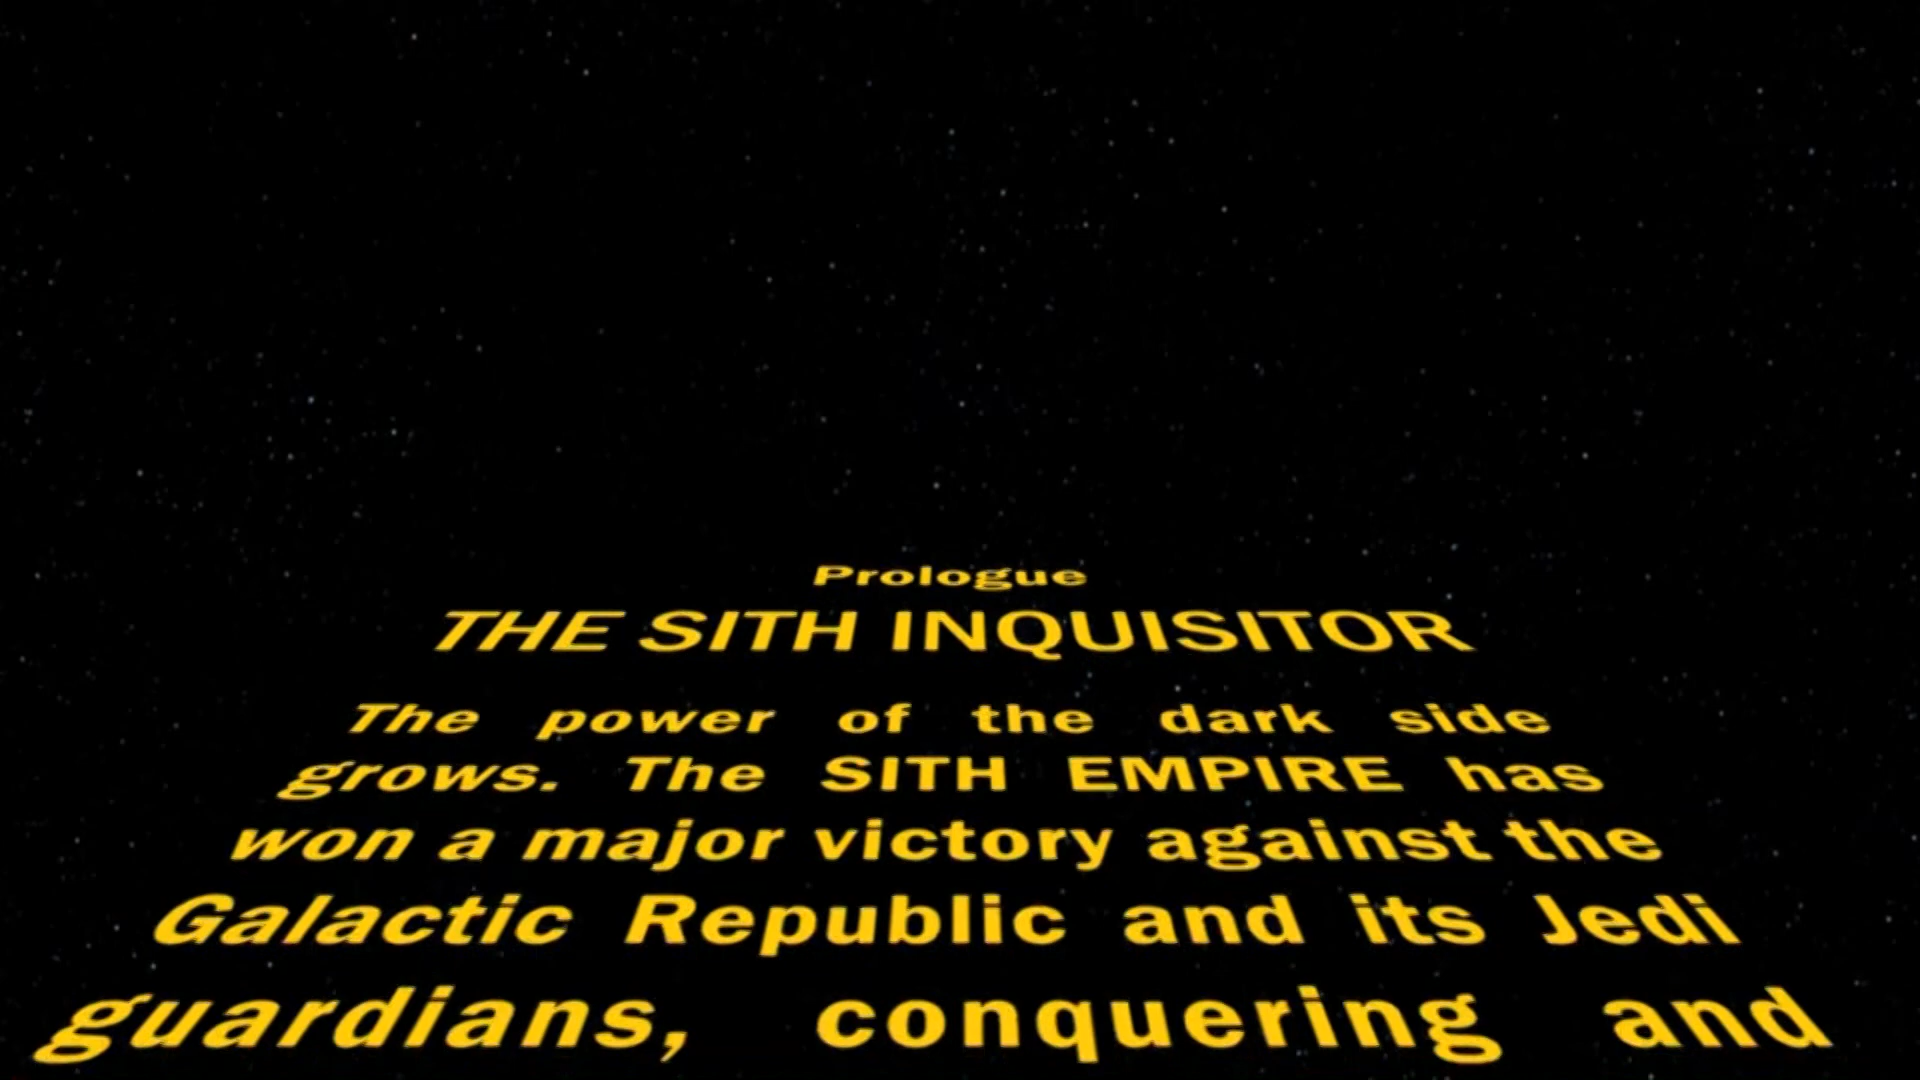 Prologue
THE SITH INQUISITOR
The power of the dark side
grows. The SITH EMPIRE has
won a major victory against the
Galactic Republic and its Jedi
guardians, conquering and